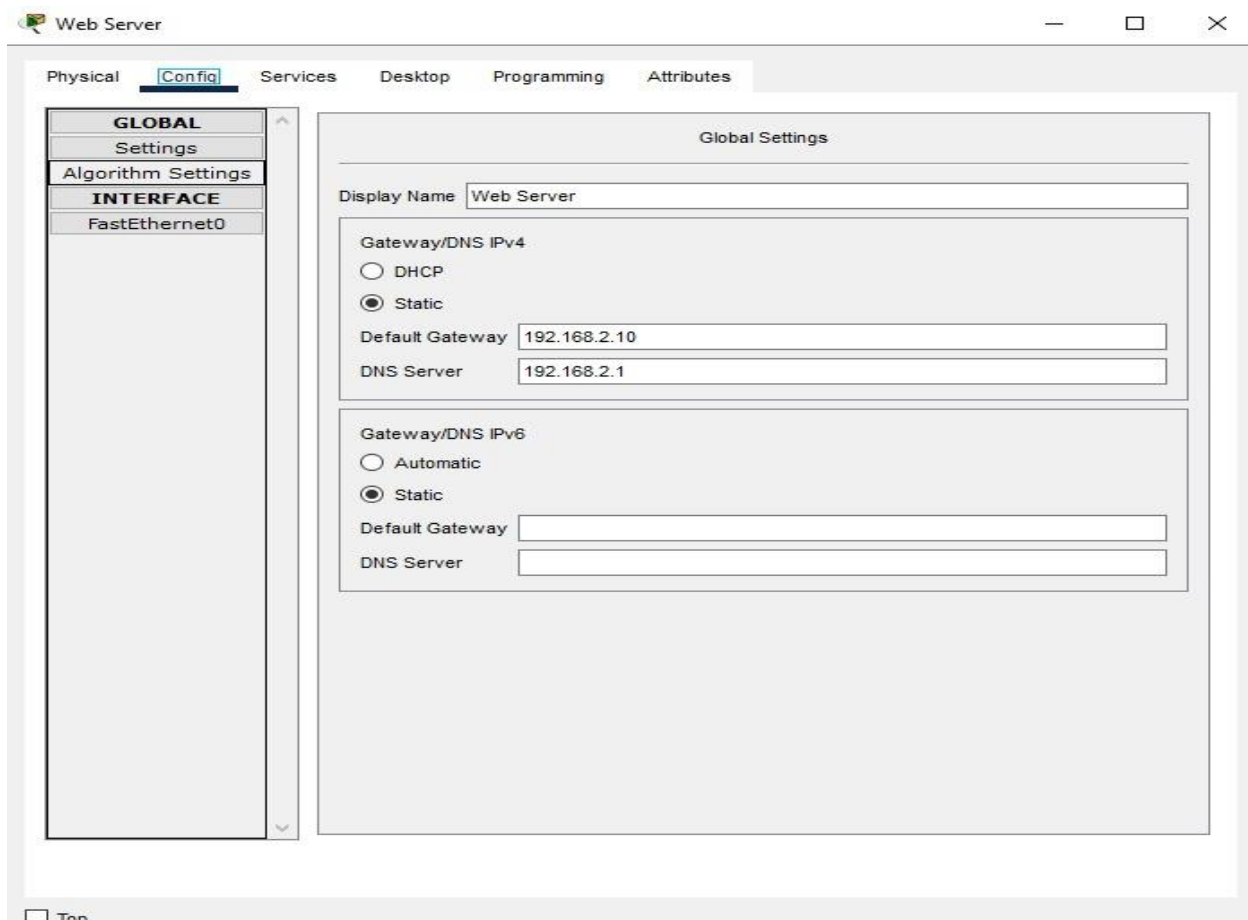 Web Server
Physical Config Services Desktop Programming Attributes
GLOBAL
Settings
Algorithm Settings
INTERFACE
FastEthernet0
Global Settings
Display Name Web Server
Gateway/DNS IPv4
DHCP
Static
Default Gateway 192.168.2.10
DNS Server 192.168.2.1
Gateway/DNS IPv6
Automatic
Static
Default Gateway
DNS Server
Top